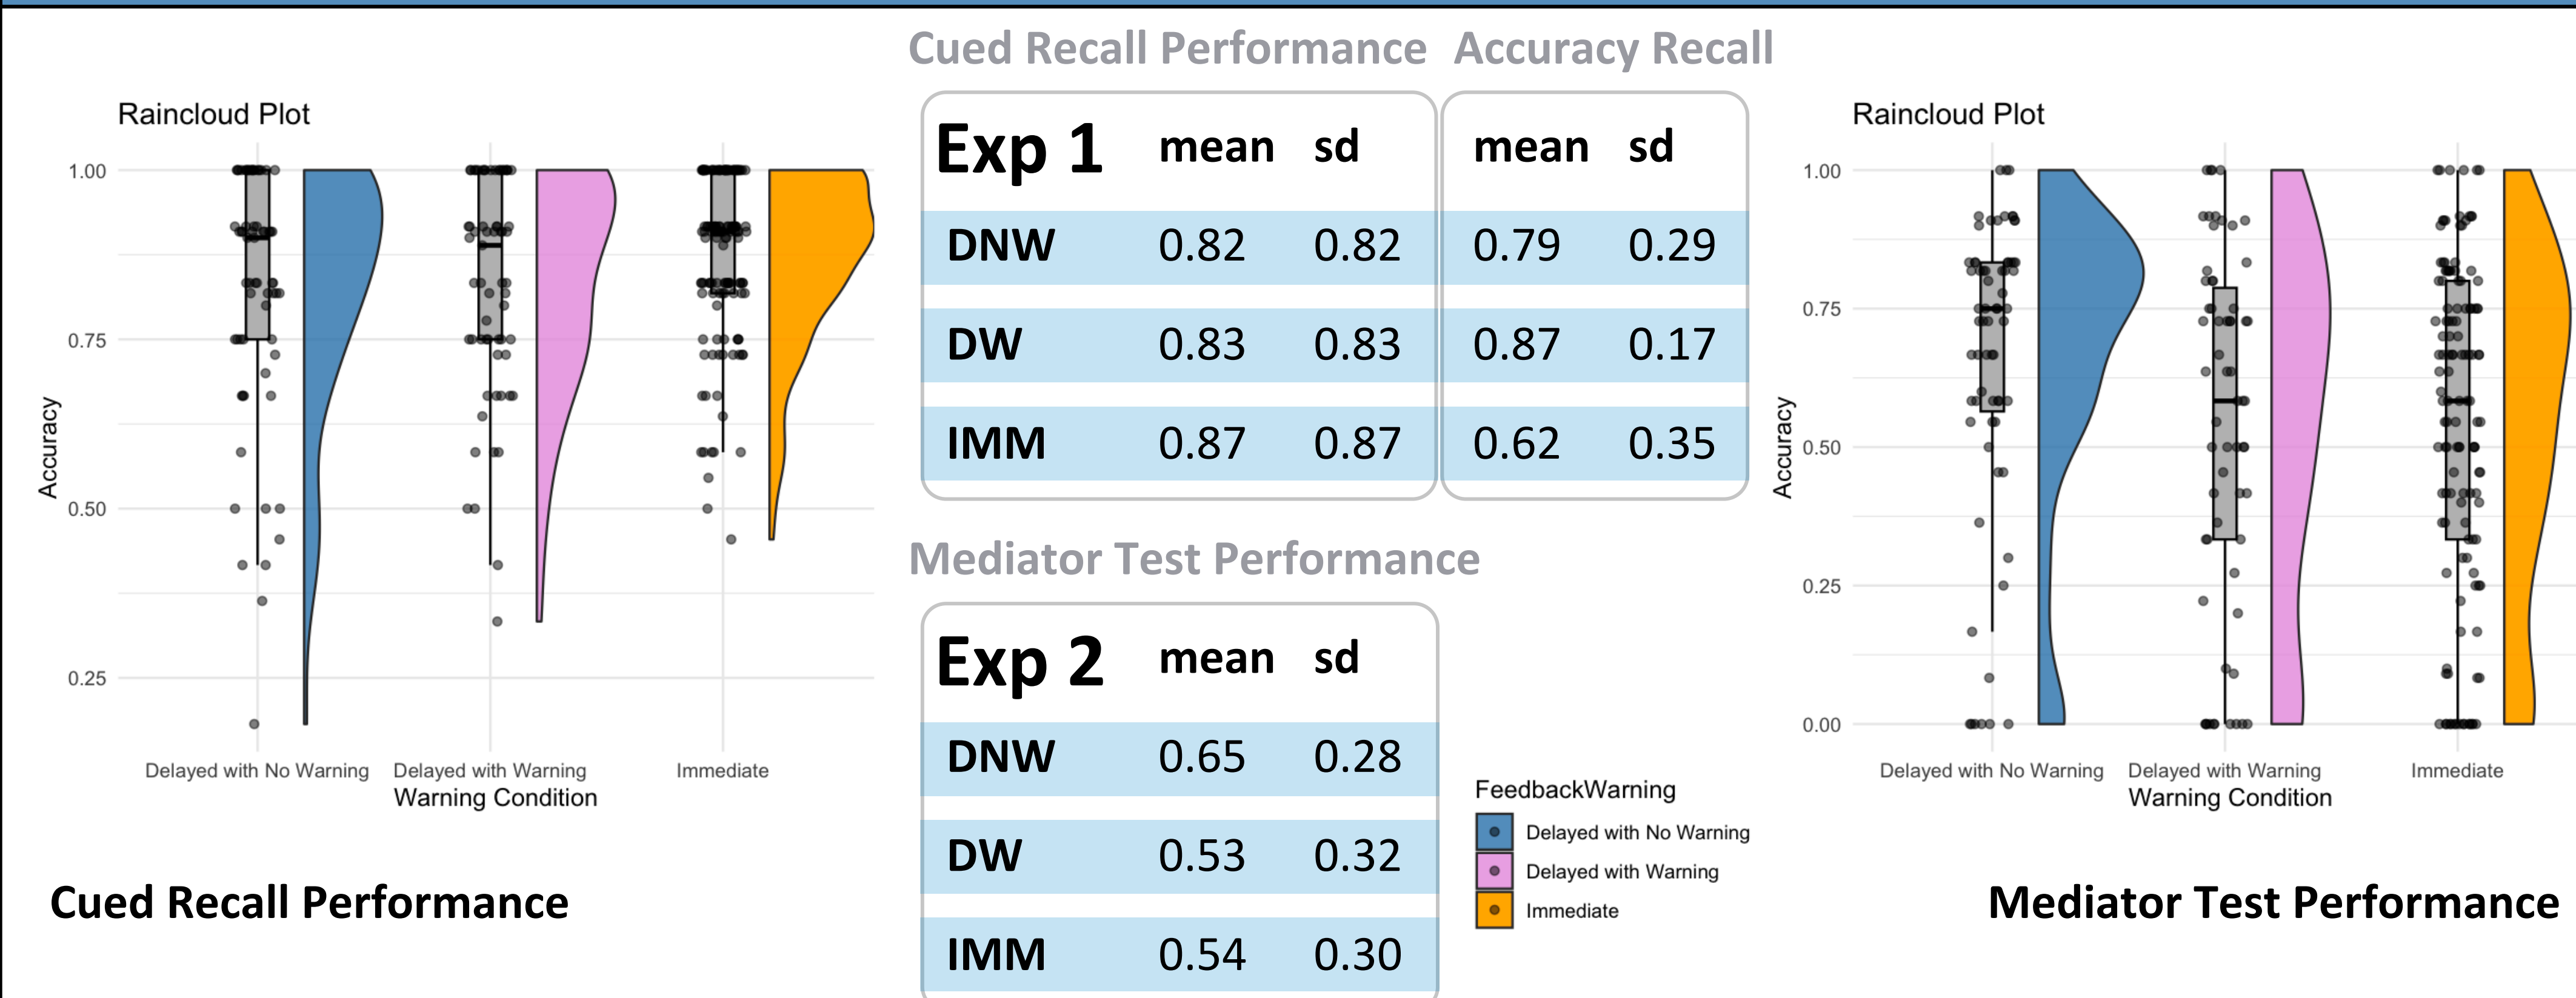 Cued Recall Performance Accuracy Recall
Raincloud Plot
1.00
0.75
0.50
0.25
Accuracy
Delayed with No Warning Delayed with Warning Immediate
Warning Condition
Cued Recall Performance
Exp 1 mean sd mean sd
DNW 0.82 0.82 0.79 0.29
DW 0.83 0.83 0.87 0.17
IMM 0.87 0.87 0.62 0.35
Mediator Test Performance
Exp 2 mean sd
DNW 0.65 0.28
DW 0.53 0.32
IMM 0.54 0.30
FeedbackWarning
Delayed with No Warning
Delayed with Warning
Immediate
Raincloud Plot
1.00
0.75
0.50
0.25
0.00
Accuracy
Delayed with No Warning Delayed with Warning Immediate
Warning Condition
Mediator Test Performance